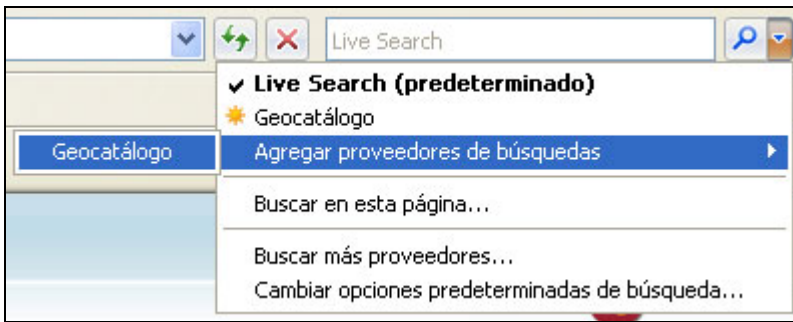 Live Search
Live Search (predeterminado)
Geocatálogo
Geocatálogo
Agregar proveedores de búsquedas
Buscar en esta página...
Buscar más proveedores...
Cambiar opciones predeterminadas de búsqueda...